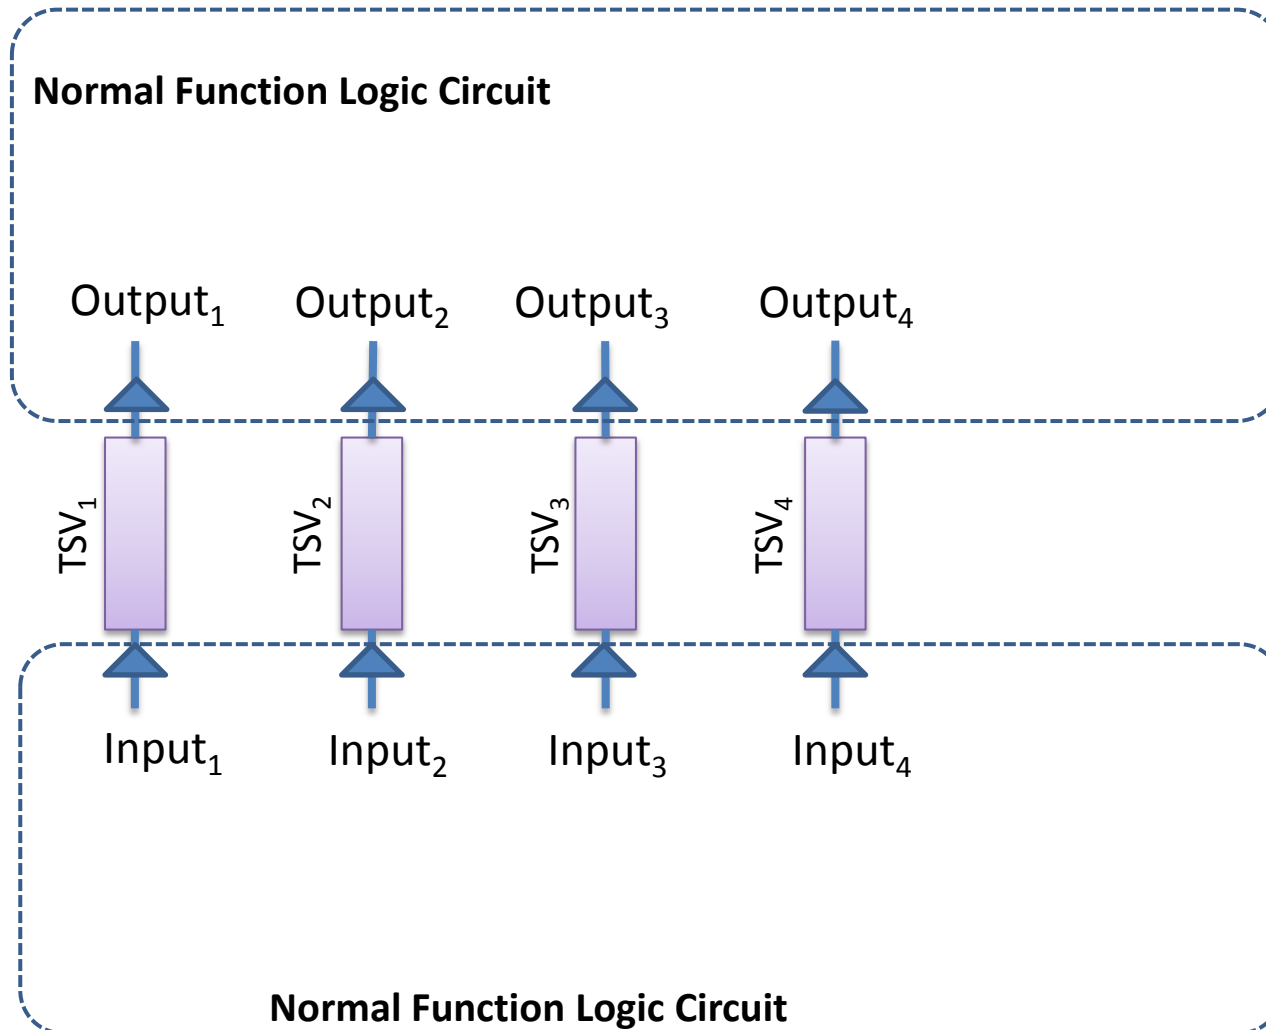 Normal Function Logic Circuit
Output₁ Output₂ Output₃ Output₄
TSV₁ TSV₂ TSV₃ TSV₄
Input₁ Input₂ Input₃ Input₄
Normal Function Logic Circuit